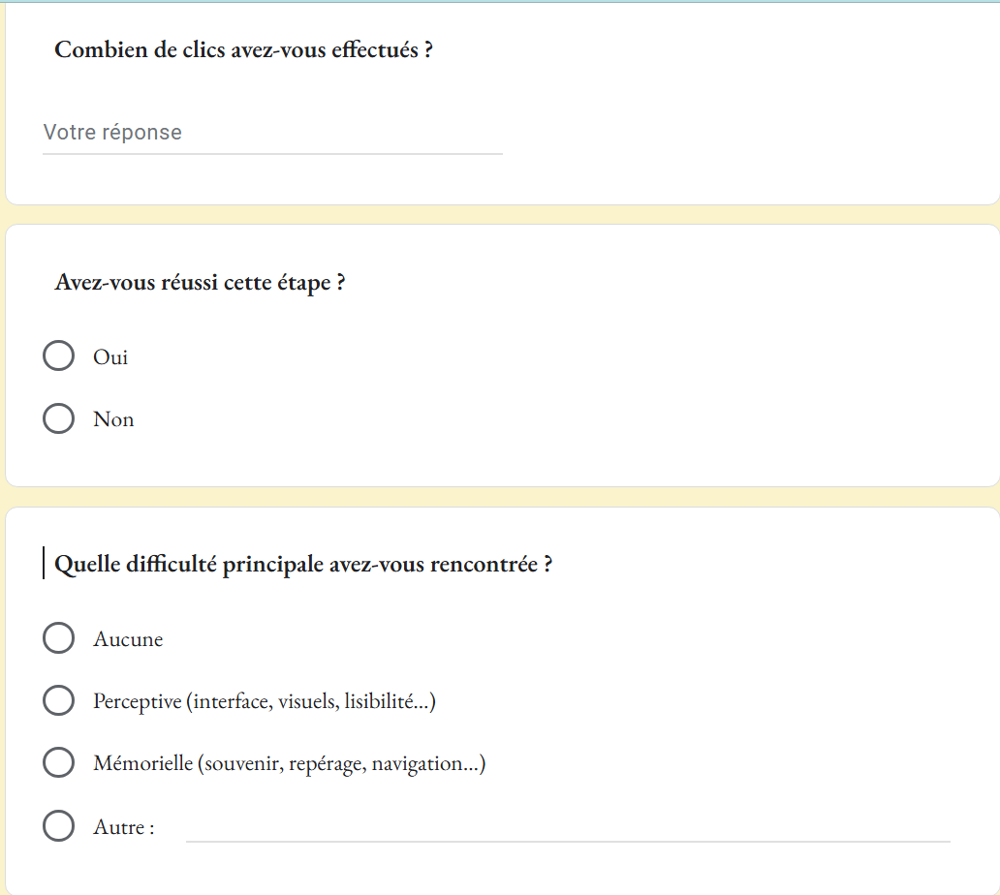 Combien de clics avez-vous effectués ?
Votre réponse
Avez-vous réussi cette étape ?
Oui
Non
Quelle difficulté principale avez-vous rencontrée ?
Aucune
Perceptive (interface, visuels, lisibilité...)
Mémorielle (souvenir, repérage, navigation...)
Autre :